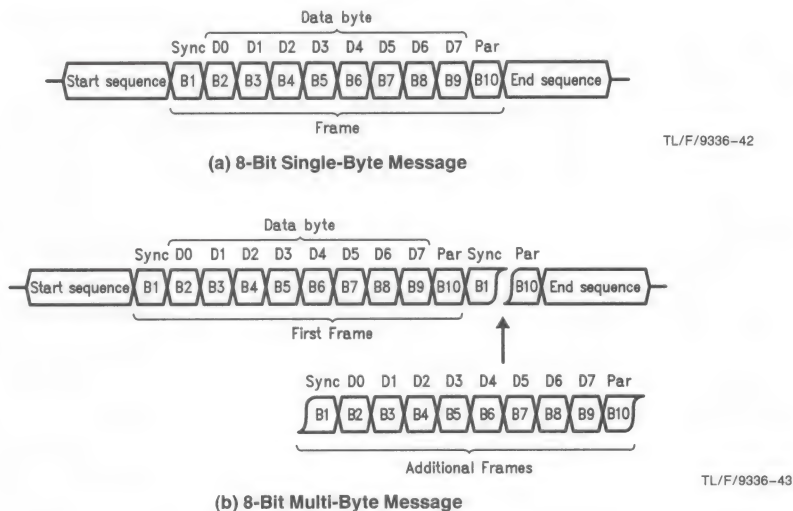 Data byte
Sync D0 D1 D2 D3 D4 D5 D6 D7 Par
Start sequence B1 B2 B3 B4 B5 B6 B7 B8 B9 B10 End sequence
Frame
TL/F/9336–42
(a) 8-Bit Single-Byte Message
Data byte
Sync D0 D1 D2 D3 D4 D5 D6 D7 Par Sync Par
Start sequence B1 B2 B3 B4 B5 B6 B7 B8 B9 B10 B1 B10 End sequence
First Frame
Sync D0 D1 D2 D3 D4 D5 D6 D7 Par
B1 B2 B3 B4 B5 B6 B7 B8 B9 B10
Additional Frames
TL/F/9336–43
(b) 8-Bit Multi-Byte Message